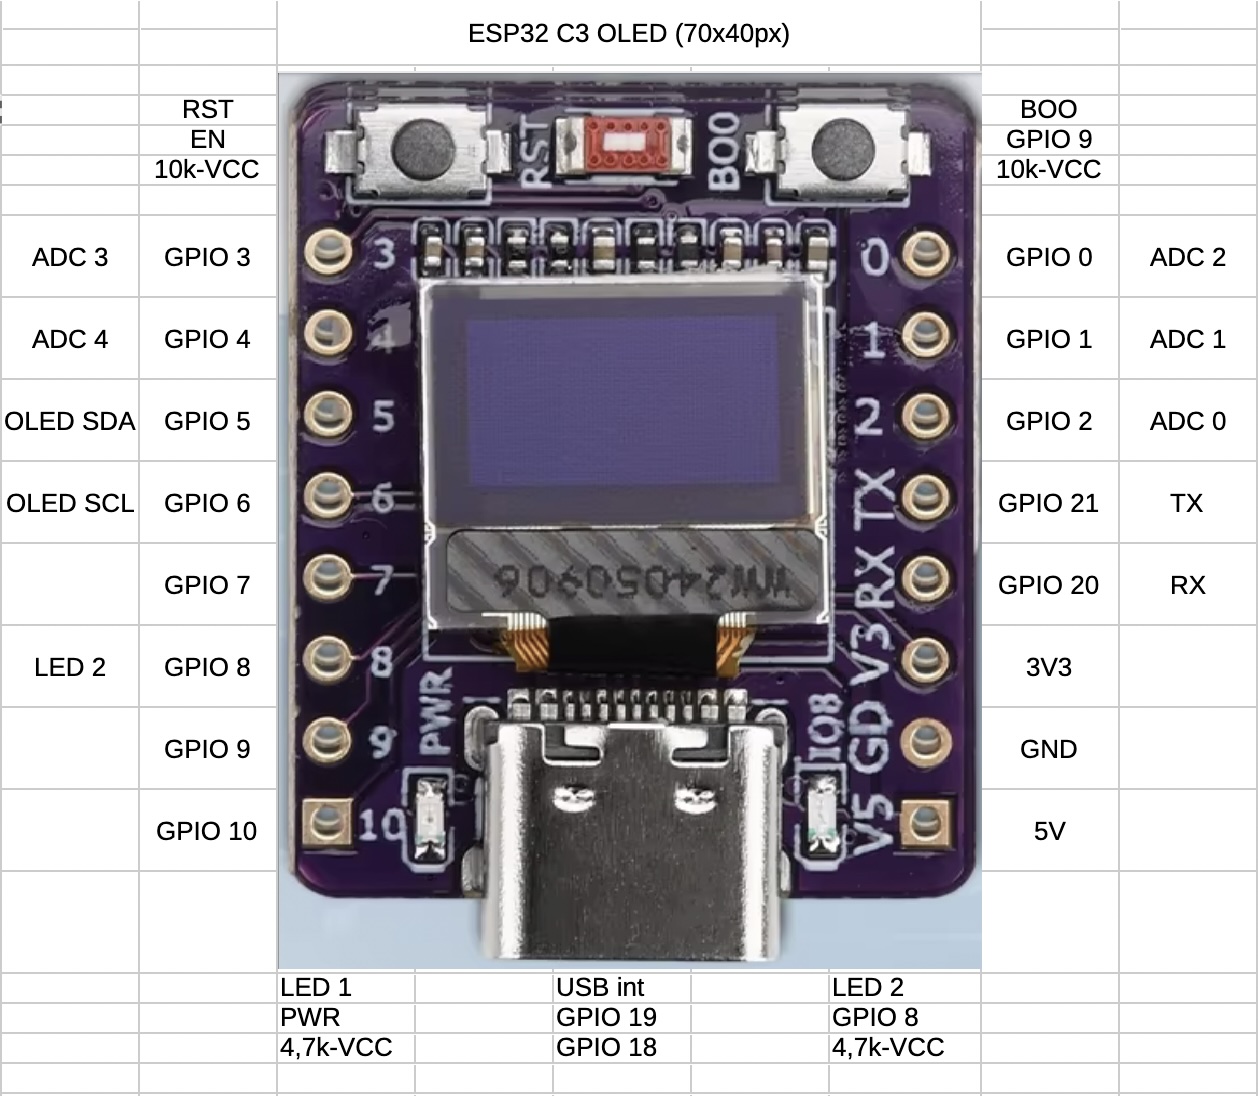 ESP32 C3 OLED (70x40px)
RST
EN
10k-VCC
BOO
GPIO 9
10k-VCC
RST
BOO
ADC 3 GPIO 3 3 0 GPIO 0 ADC 2
ADC 4 GPIO 4 4 1 GPIO 1 ADC 1
OLED SDA GPIO 5 5 2 GPIO 2 ADC 0
OLED SCL GPIO 6 6 TX GPIO 21 TX
GPIO 7 7 RX GPIO 20 RX
WW24050906
LED 2 GPIO 8 8 V3 3V3
PWR
IO8
GPIO 9 9 GD GND
GPIO 10 10 V5 5V
LED 1
PWR
4,7k-VCC
USB int
GPIO 19
GPIO 18
LED 2
GPIO 8
4,7k-VCC